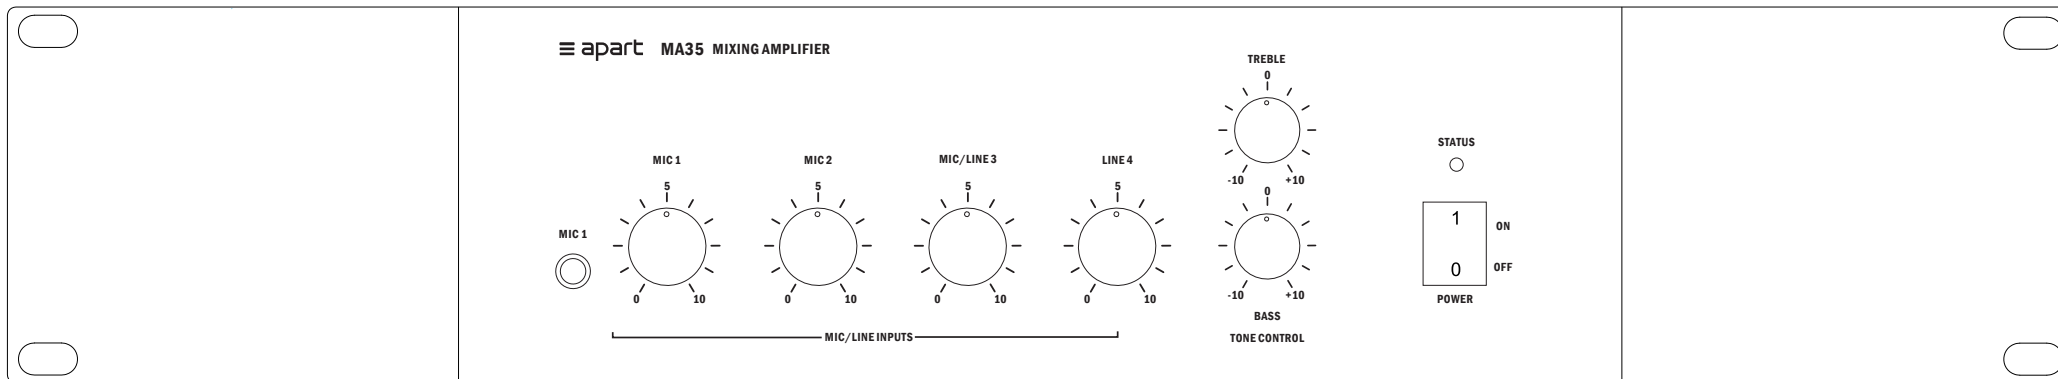 apart MA35 MIXING AMPLIFIER
TREBLE
0
-10 +10
STATUS
MIC 1 MIC 2 MIC/LINE 3 LINE 4
5 5 5 5
0
1 ON
MIC 1
0 OFF
0 10 0 10 0 10 0 10
-10 +10
POWER
BASS
MIC/LINE INPUTS
TONE CONTROL